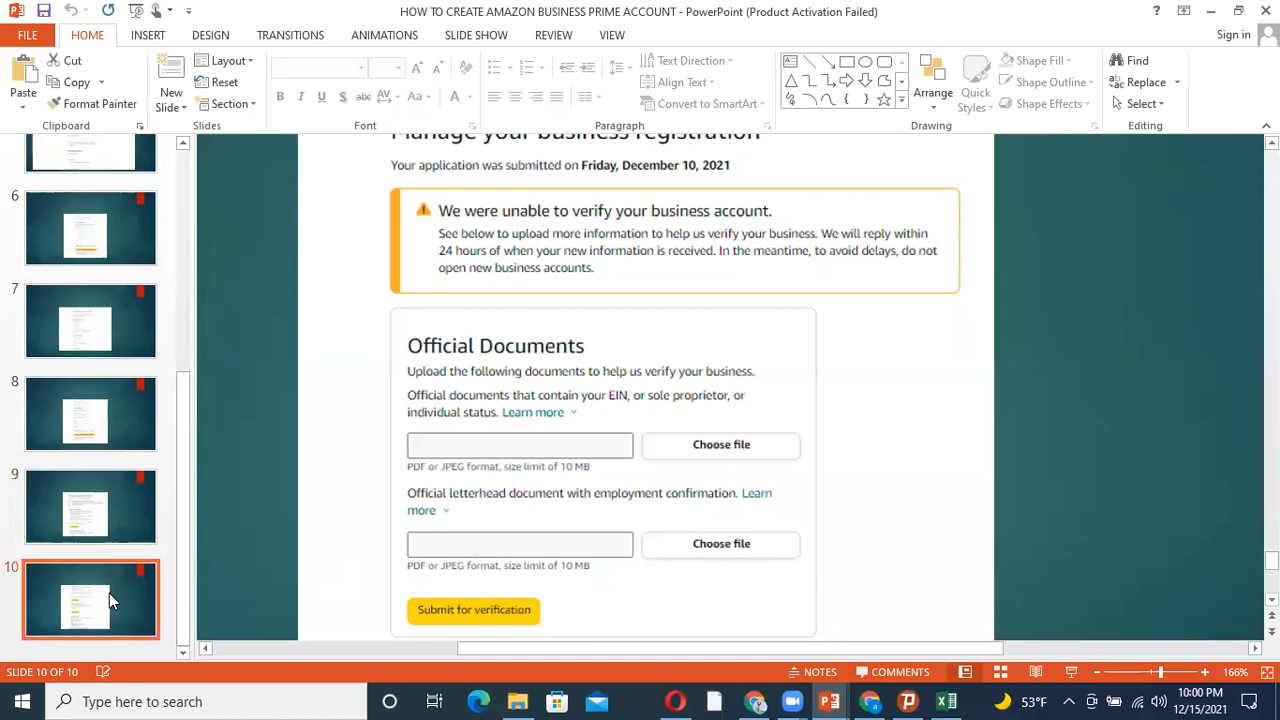 HOW TO CREATE AMAZON BUSINESS PRIME ACCOUNT - PowerPoint (Product Activation Failed)
FILE HOME INSERT DESIGN TRANSITIONS ANIMATIONS SLIDE SHOW REVIEW VIEW Sign in
Paste
Cut
Copy
Format Painter
Clipboard
New Slide
Layout
Reset
Section
Slides
Font
Text Direction
Align Text
Convert to SmartArt
Paragraph
Arrange
Quick Styles
Shape Fill
Shape Outline
Shape Effects
Drawing
Find
Replace
Select
Editing
6
7
8
9
10
Manage your business registration
Your application was submitted on Friday, December 10, 2021
We were unable to verify your business account.
See below to upload more information to help us verify your business. We will reply within
24 hours of when your new information is received. In the meantime, to avoid delays, do not
open new business accounts.
Official Documents
Upload the following documents to help us verify your business.
Official documents that contain your EIN, or sole proprietor, or
individual status. Learn more
Choose file
PDF or JPEG format, size limit of 10 MB
Official letterhead document with employment confirmation. Learn
more
Choose file
PDF or JPEG format, size limit of 10 MB
Submit for verification
SLIDE 10 OF 10 NOTES COMMENTS 166%
Type here to search
53°F
10:00 PM
12/15/2021